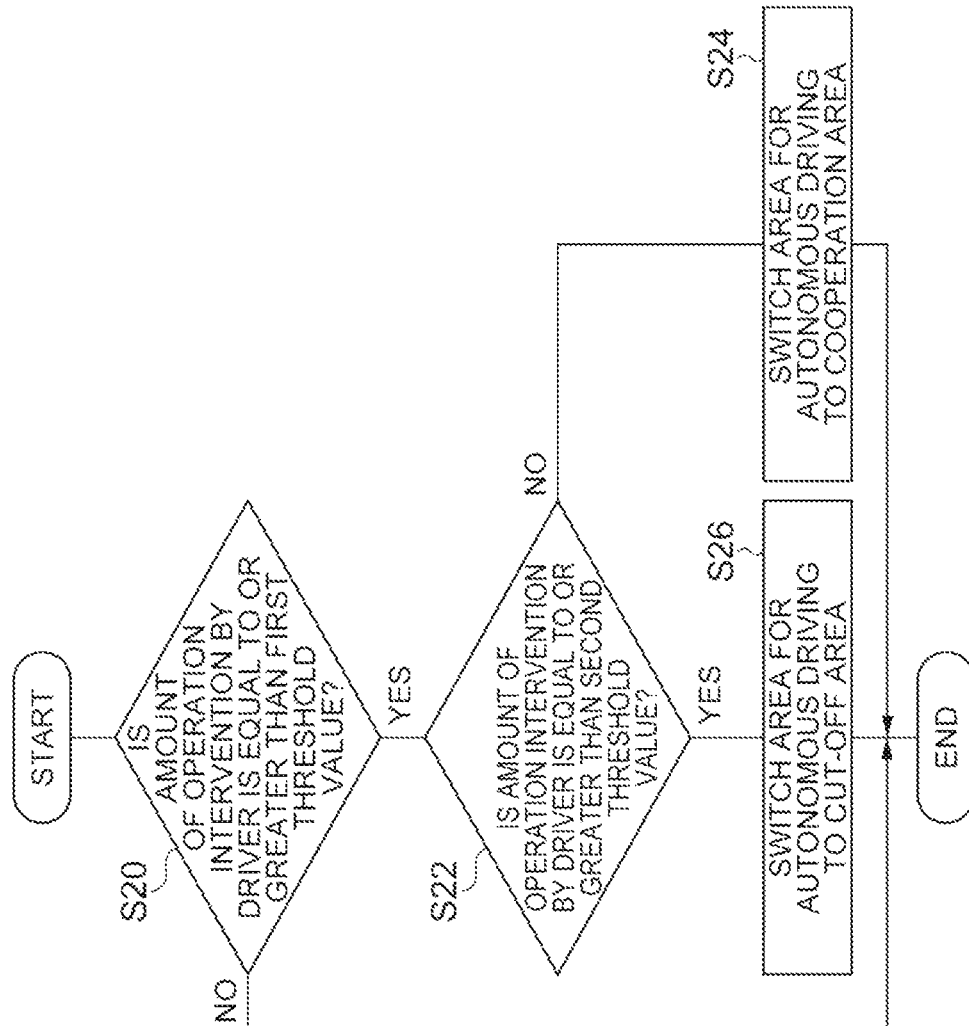 START
S20
IS
AMOUNT
OF OPERATION
INTERVENTION BY
DRIVER IS EQUAL TO OR
GREATER THAN FIRST
THRESHOLD
VALUE?
NO
YES
S22
IS AMOUNT OF
OPERATION INTERVENTION
BY DRIVER IS EQUAL TO OR
GREATER THAN SECOND
THRESHOLD
VALUE?
NO
YES
S26
SWITCH AREA FOR
AUTONOMOUS DRIVING
TO CUT-OFF AREA
S24
SWITCH AREA FOR
AUTONOMOUS DRIVING
TO COOPERATION AREA
END